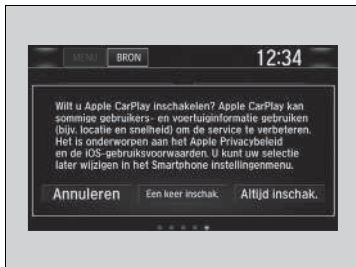 MENU BRON 12:34
Wilt u Apple CarPlay inschakelen? Apple CarPlay kan
sommige gebruikers- en voertuiginformatie gebruiken
(bijv. locatie en snelheid) om de service te verbeteren.
Het is onderworpen aan het Apple Privacybeleid
en de iOS-gebruiksvoorwaarden. U kunt uw selectie
later wijzigen in het Smartphone instellingenmenu.
Annuleren Een keer inschak. Altijd inschak.